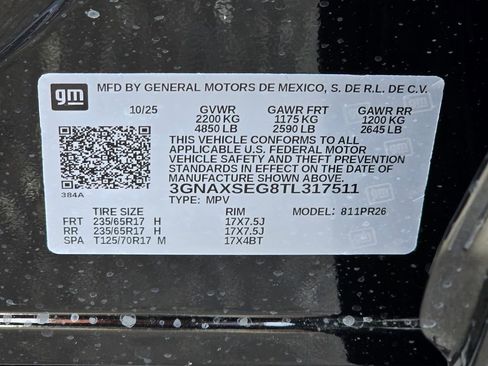 gm
MFD BY GENERAL MOTORS DE MEXICO, S. DE R.L. DE C.V.
10/25 GVWR GAWR FRT GAWR RR
2200 KG 1175 KG 1200 KG
4850 LB 2590 LB 2645 LB
THIS VEHICLE CONFORMS TO ALL
APPLICABLE U.S. FEDERAL MOTOR
VEHICLE SAFETY AND THEFT PREVENTION
STANDARDS IN EFFECT ON THE DATE OF
MANUFACTURE SHOWN ABOVE.
3GNAXSEG8TL317511
384A
TYPE: MPV
TIRE SIZE RIM MODEL: 811PR26
FRT 235/65R17 H 17X7.5J
RR 235/65R17 H 17X7.5J
SPA T125/70R17 M 17X4BT